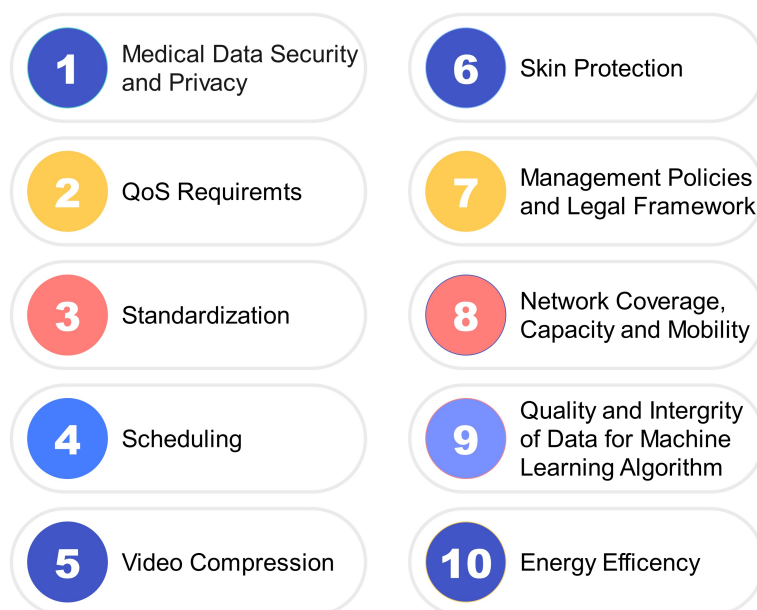 1
Medical Data Security
and Privacy
2
QoS Requiremts
3
Standardization
4
Scheduling
5
Video Compression
6
Skin Protection
7
Management Policies
and Legal Framework
8
Network Coverage,
Capacity and Mobility
9
Quality and Intergrity
of Data for Machine
Learning Algorithm
10
Energy Efficency